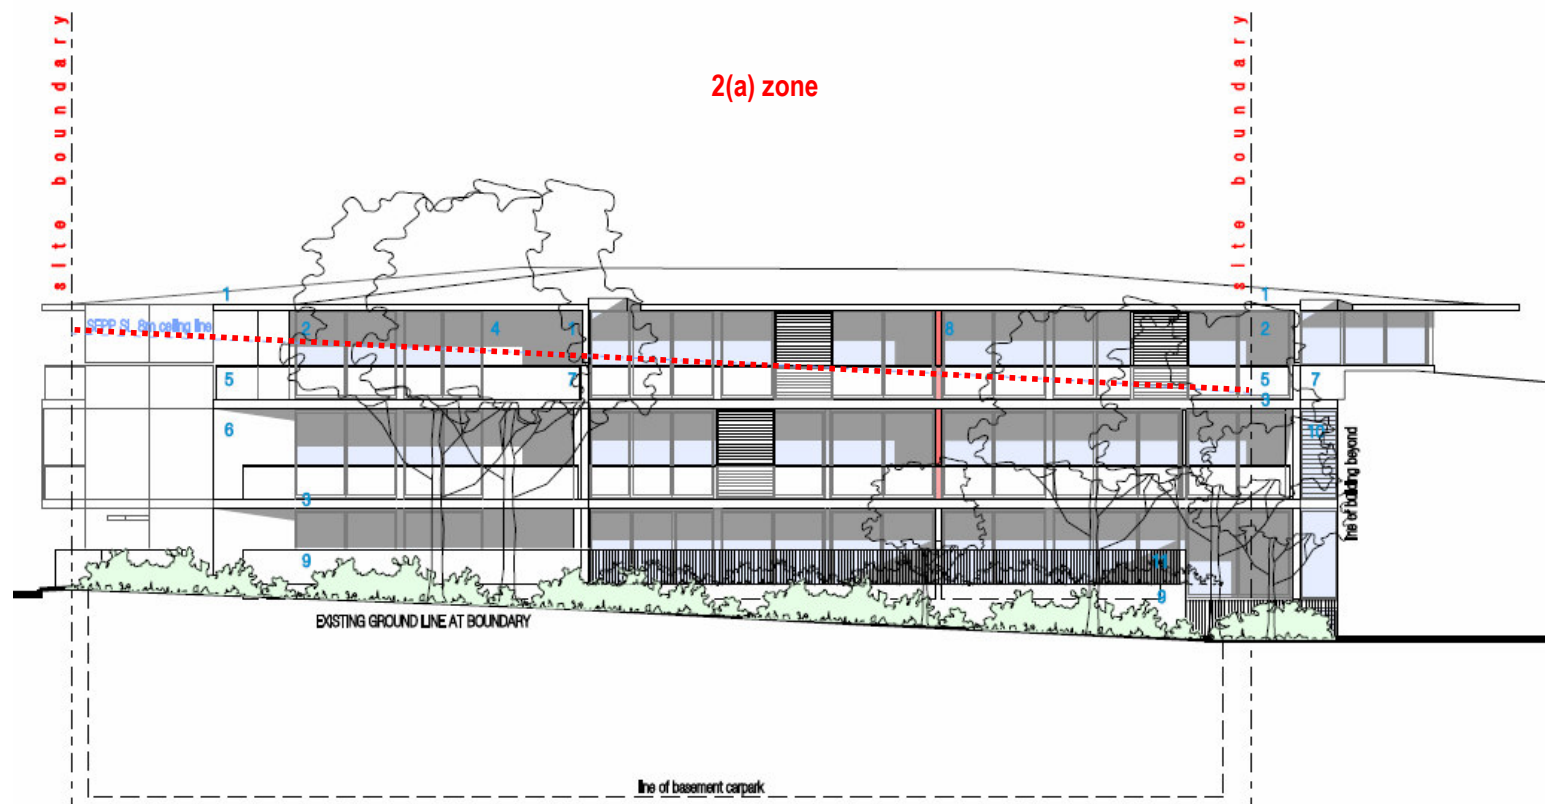 site boundary
site boundary
2(a) zone
1
1
SEPP SL 8m ceiling line
2
4
1
8
2
5
7
5
7
3
6
10
line of building beyond
3
9
11
9
EXISTING GROUND LINE AT BOUNDARY
line of basement carpark